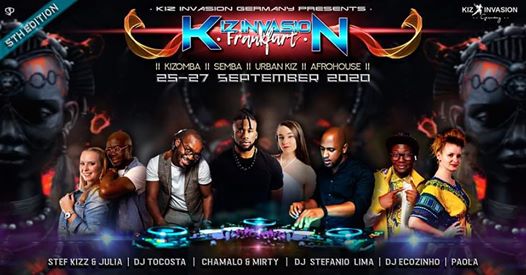 5TH EDITION
KIZ INVASION GERMANY PRESENTS
KIZ INVASION
Germany
KIZ INVASION
Frankfurt
|| KIZOMBA || SEMBA || URBAN KIZ || AFROHOUSE ||
25-27 SEPTEMBER 2020
STEF KIZZ & JULIA | DJ TOCOSTA | CHAMALO & MIRTY | DJ STEFANIO LIMA | DJ ECOZINHO | PAOLA